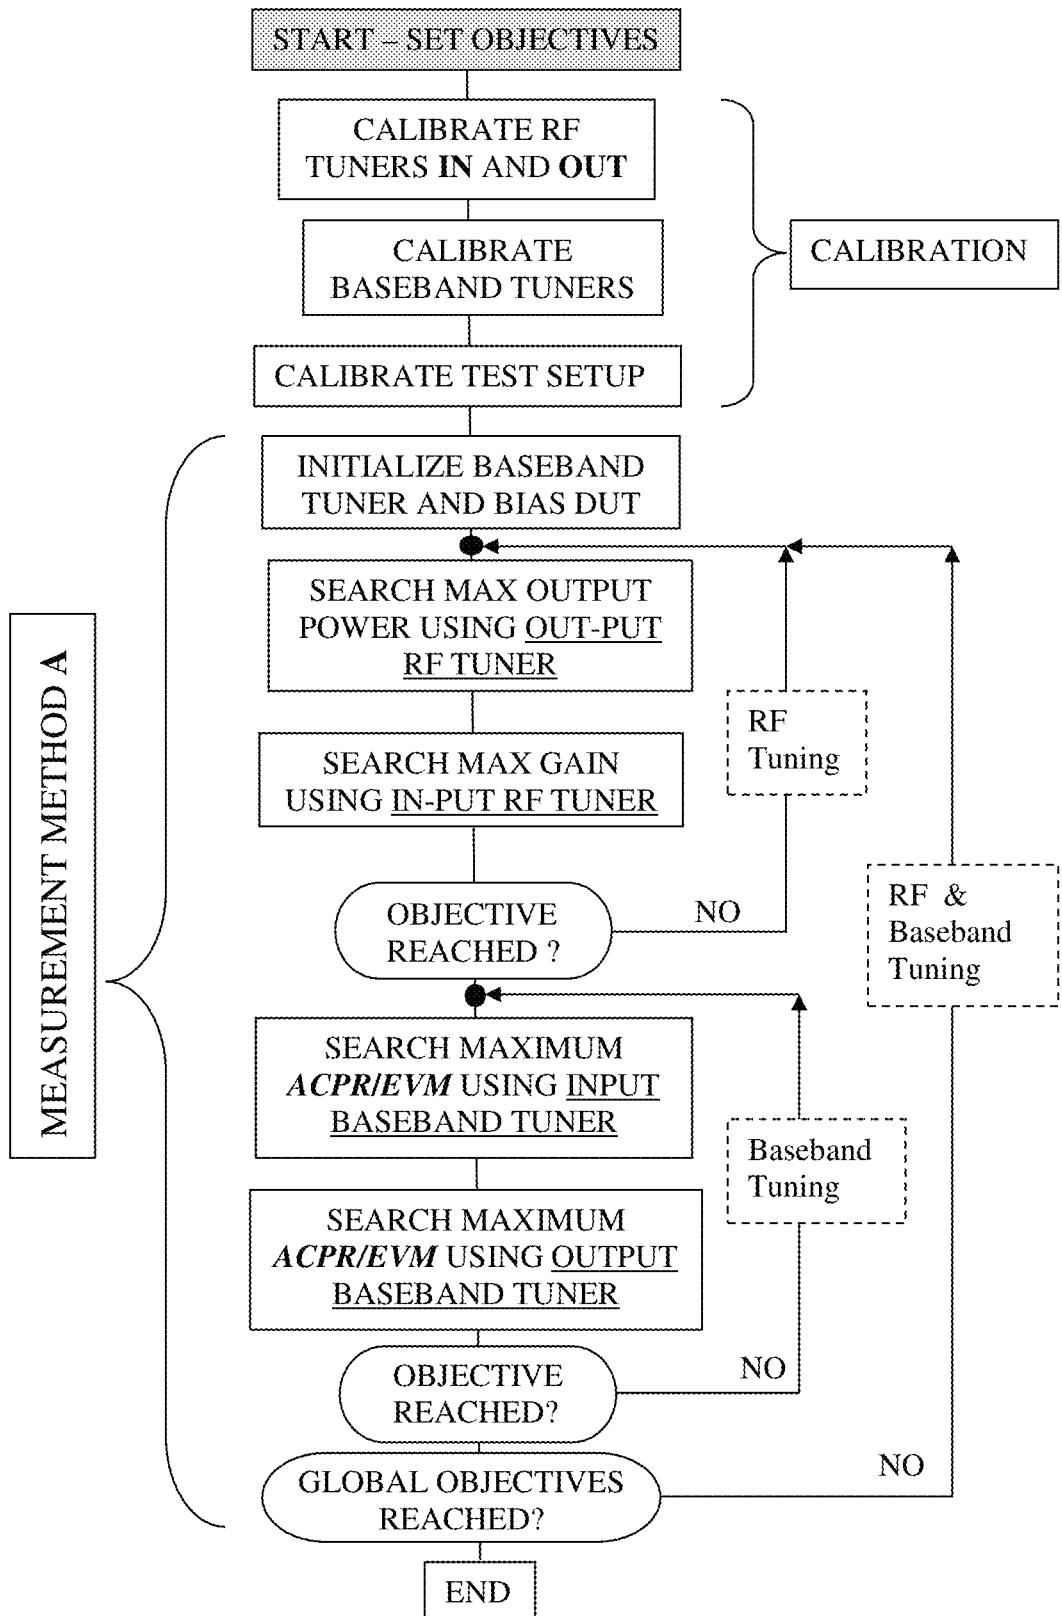 START – SET OBJECTIVES
CALIBRATE RF
TUNERS IN AND OUT
CALIBRATE
BASEBAND TUNERS
CALIBRATION
CALIBRATE TEST SETUP
INITIALIZE BASEBAND
TUNER AND BIAS DUT
SEARCH MAX OUTPUT
POWER USING OUT-PUT
RF TUNER
RF
Tuning
SEARCH MAX GAIN
USING IN-PUT RF TUNER
MEASUREMENT METHOD A
OBJECTIVE
REACHED ?
NO
RF &
Baseband
Tuning
SEARCH MAXIMUM
ACPR/EVM USING INPUT
BASEBAND TUNER
Baseband
Tuning
SEARCH MAXIMUM
ACPR/EVM USING OUTPUT
BASEBAND TUNER
OBJECTIVE
REACHED?
NO
GLOBAL OBJECTIVES
REACHED?
NO
END